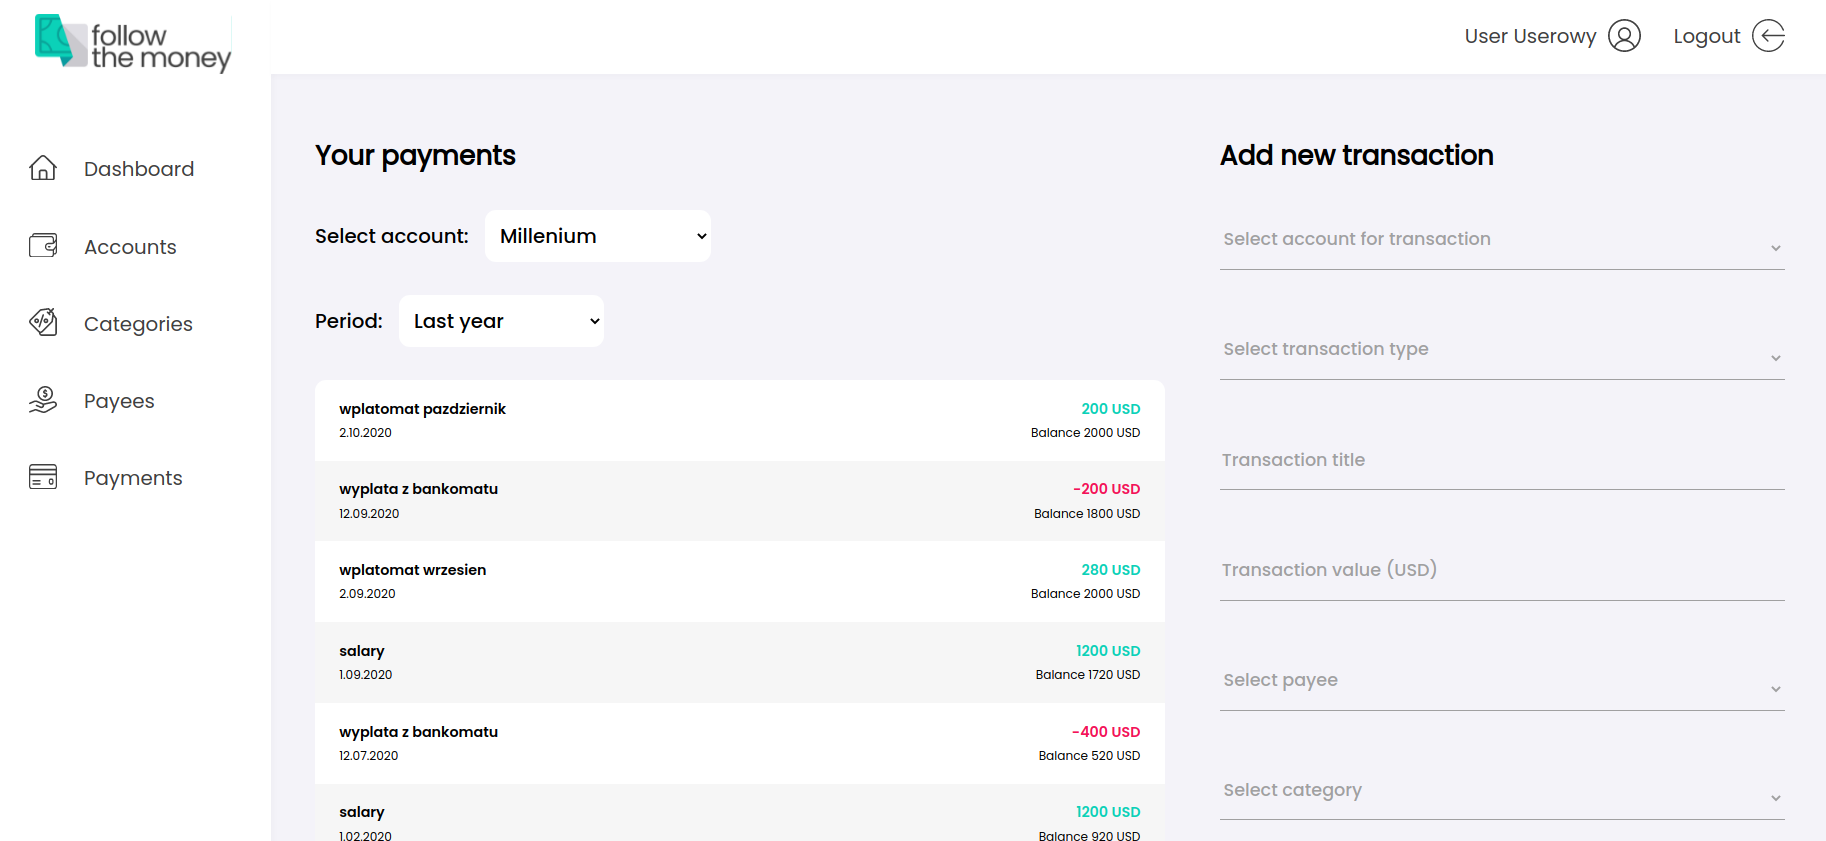 follow
the money
User Userowy
Logout
Dashboard
Accounts
Categories
Payees
Payments
Your payments
Select account:
Millenium
Period:
Last year
wplatomat pazdziernik
200 USD
2.10.2020
Balance 2000 USD
wyplata z bankomatu
-200 USD
12.09.2020
Balance 1800 USD
wplatomat wrzesien
280 USD
2.09.2020
Balance 2000 USD
salary
1200 USD
1.09.2020
Balance 1720 USD
wyplata z bankomatu
-400 USD
12.07.2020
Balance 520 USD
salary
1200 USD
1.02.2020
Balance 920 USD
Add new transaction
Select account for transaction
Select transaction type
Transaction title
Transaction value (USD)
Select payee
Select category